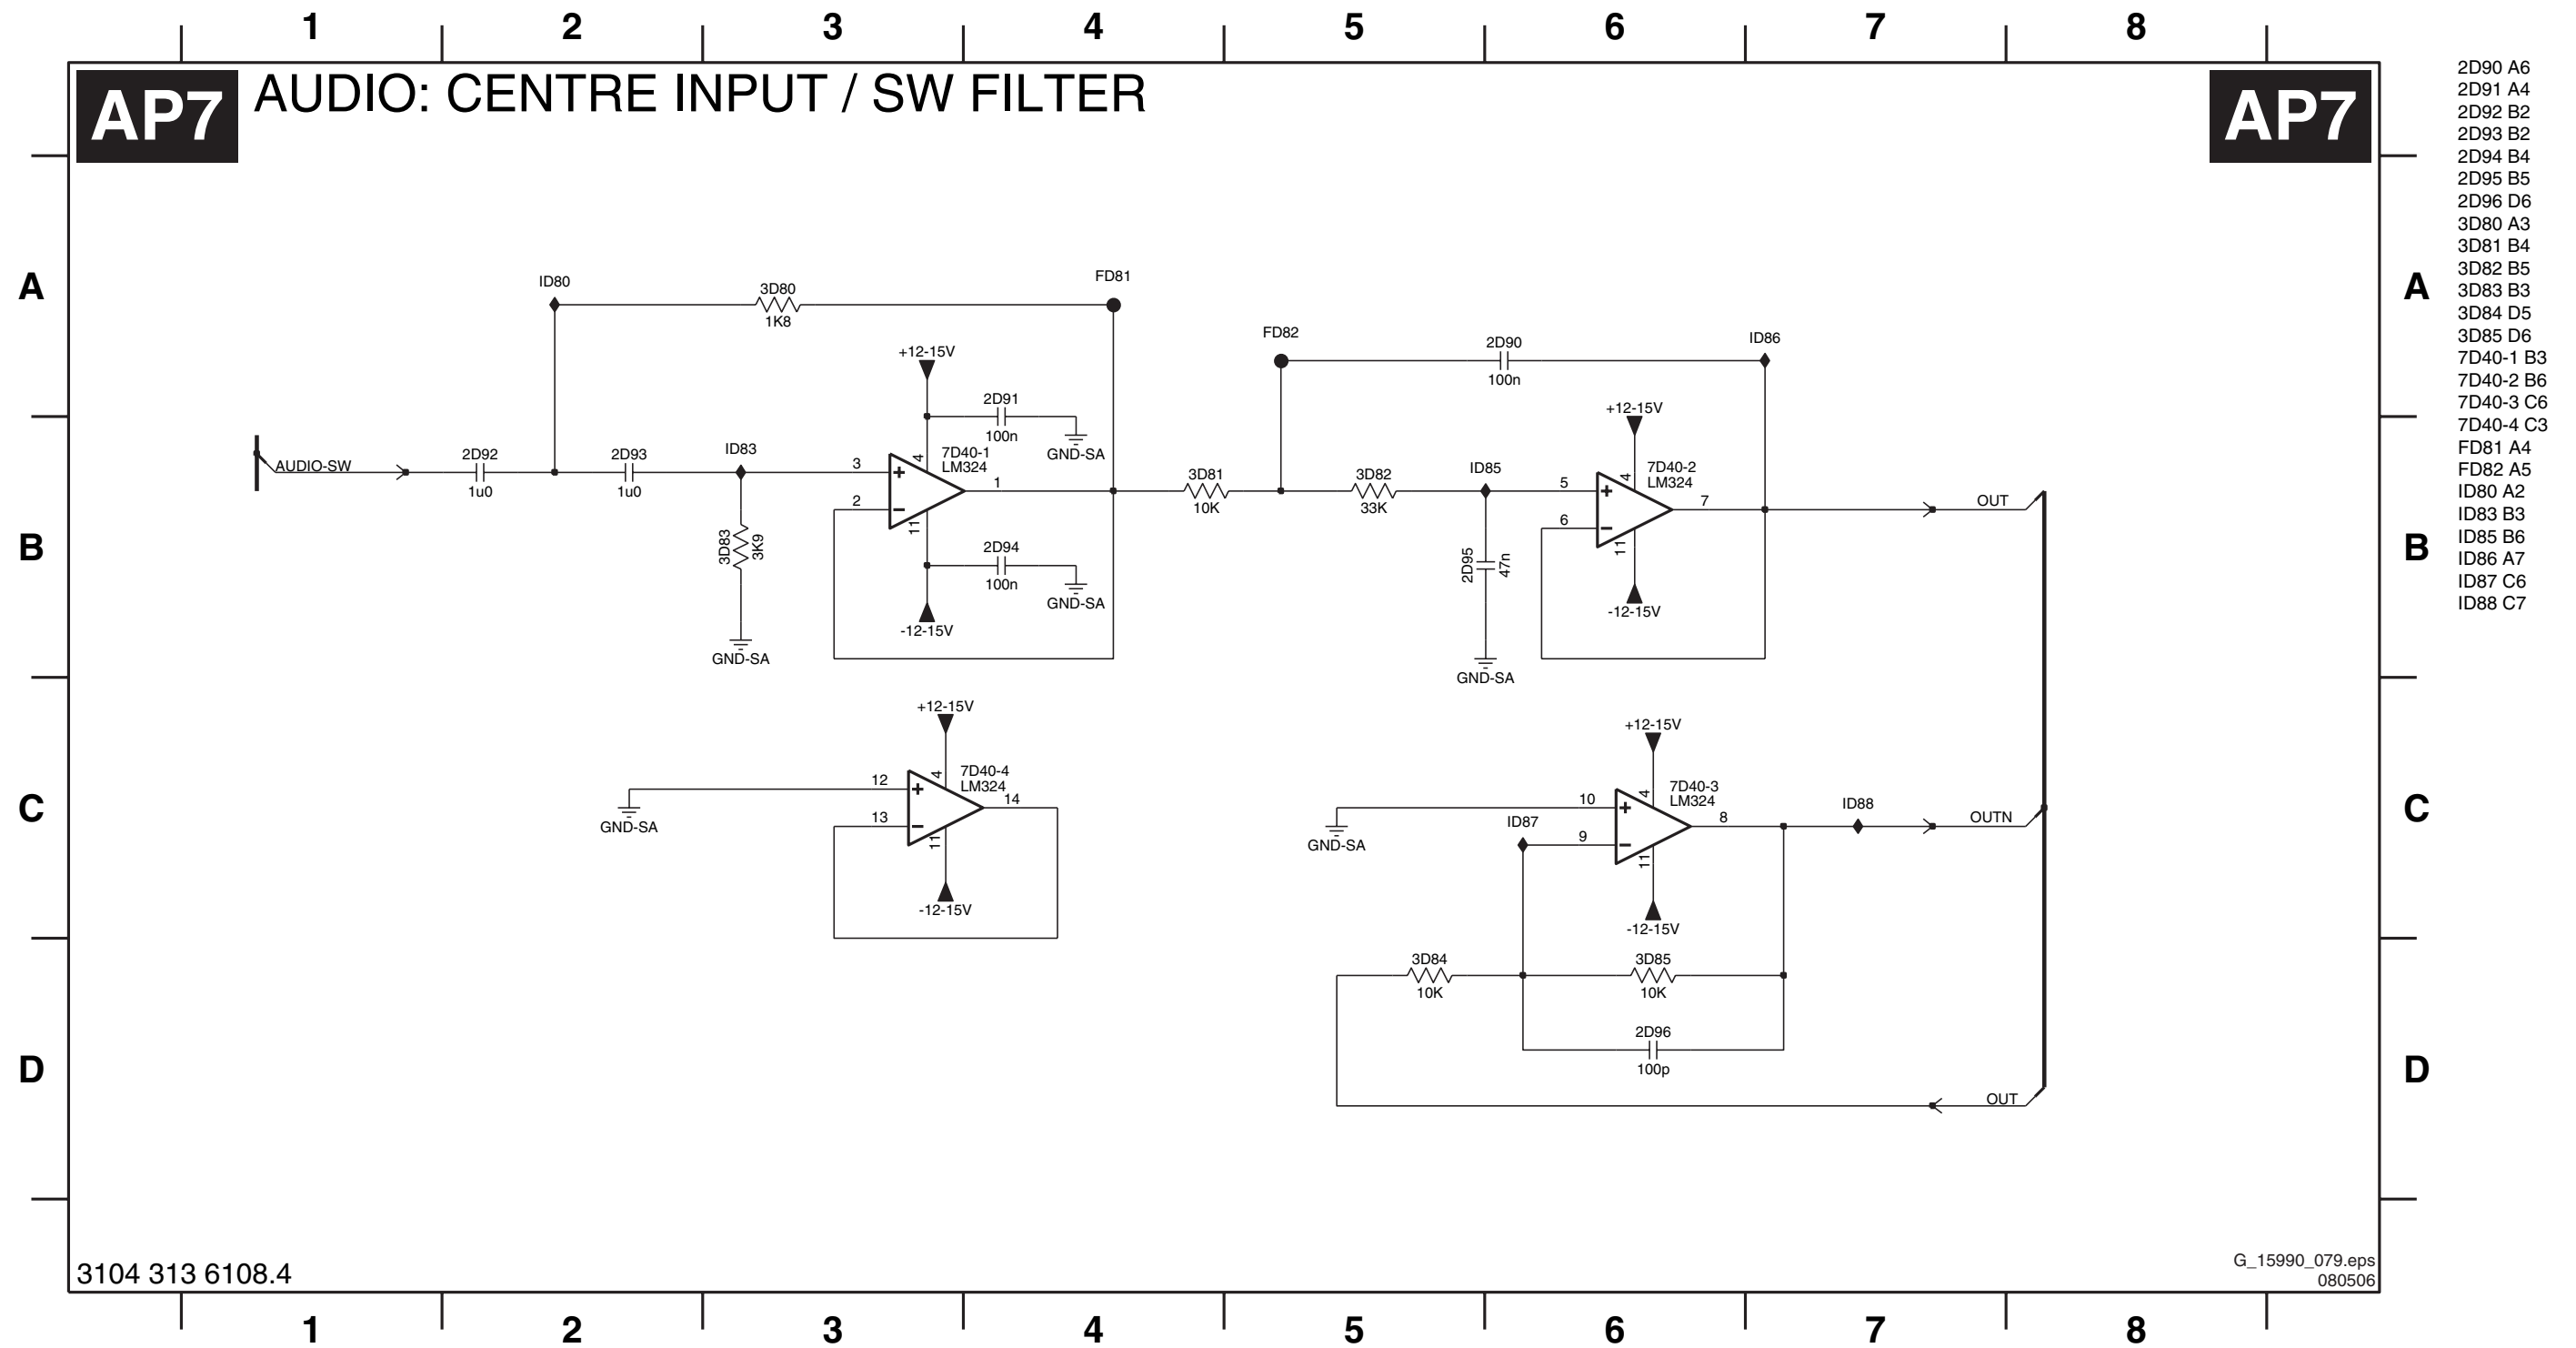 1 2 3 4 5 6 7 8
AP7 AUDIO: CENTRE INPUT / SW FILTER AP7
2D90 A6
2D91 A4
2D92 B2
2D93 B2
2D94 B4
2D95 B5
2D96 D6
3D80 A3
3D81 B4
3D82 B5
3D83 B3
3D84 D5
3D85 D6
7D40-1 B3
7D40-2 B6
7D40-3 C6
7D40-4 C3
FD81 A4
FD82 A5
ID80 A2
ID83 B3
ID85 B6
ID86 A7
ID87 C6
ID88 C7
A A
ID80
3D80
1K8
FD81
+12-15V
2D91
100n
GND-SA
FD82
2D90
100n
ID86
+12-15V
B B
AUDIO-SW
2D92
1u0
2D93
1u0
ID83
3D83
3K9
GND-SA
3
2
+
-
4
11
7D40-1
LM324
1
2D94
100n
GND-SA
-12-15V
3D81
10K
3D82
33K
ID85
2D95
47n
GND-SA
5
6
+
-
4
11
7D40-2
LM324
7
-12-15V
OUT
C C
+12-15V
12
13
+
-
4
11
7D40-4
LM324
14
GND-SA
-12-15V
+12-15V
10
9
+
-
4
11
7D40-3
LM324
8
GND-SA
ID87
-12-15V
ID88
OUTN
D D
3D84
10K
3D85
10K
2D96
100p
OUT
3104 313 6108.4
G_15990_079.eps
080506
1 2 3 4 5 6 7 8